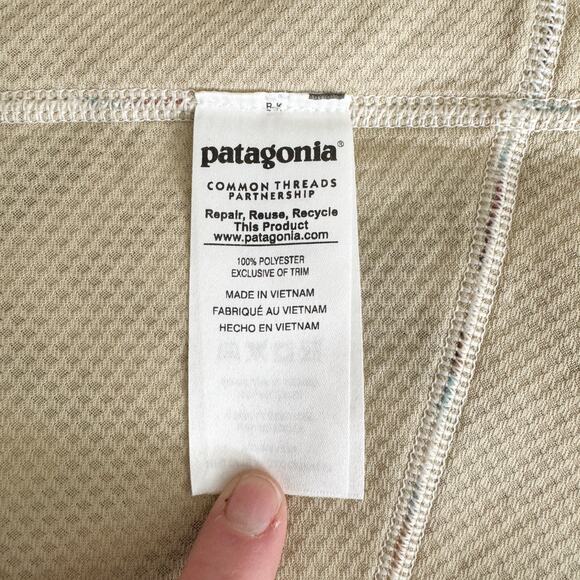 R-K
patagonia®
COMMON THREADS
PARTNERSHIP
Repair, Reuse, Recycle
This Product
www.patagonia.com
100% POLYESTER
EXCLUSIVE OF TRIM
MADE IN VIETNAM
FABRIQUÉ AU VIETNAM
HECHO EN VIETNAM